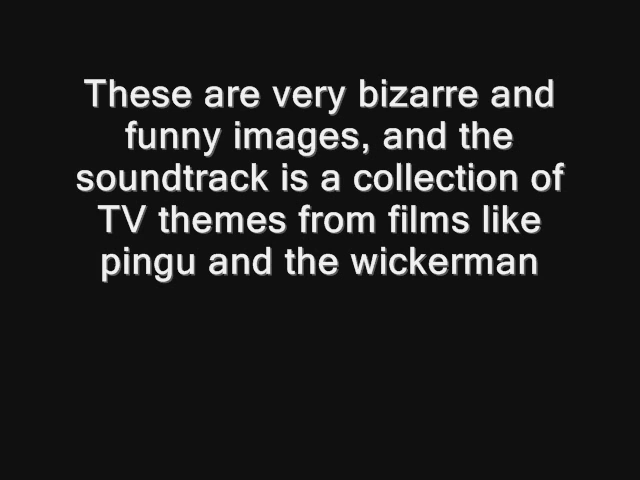 These are very bizarre and
funny images, and the
soundtrack is a collection of
TV themes from films like
pingu and the wickerman